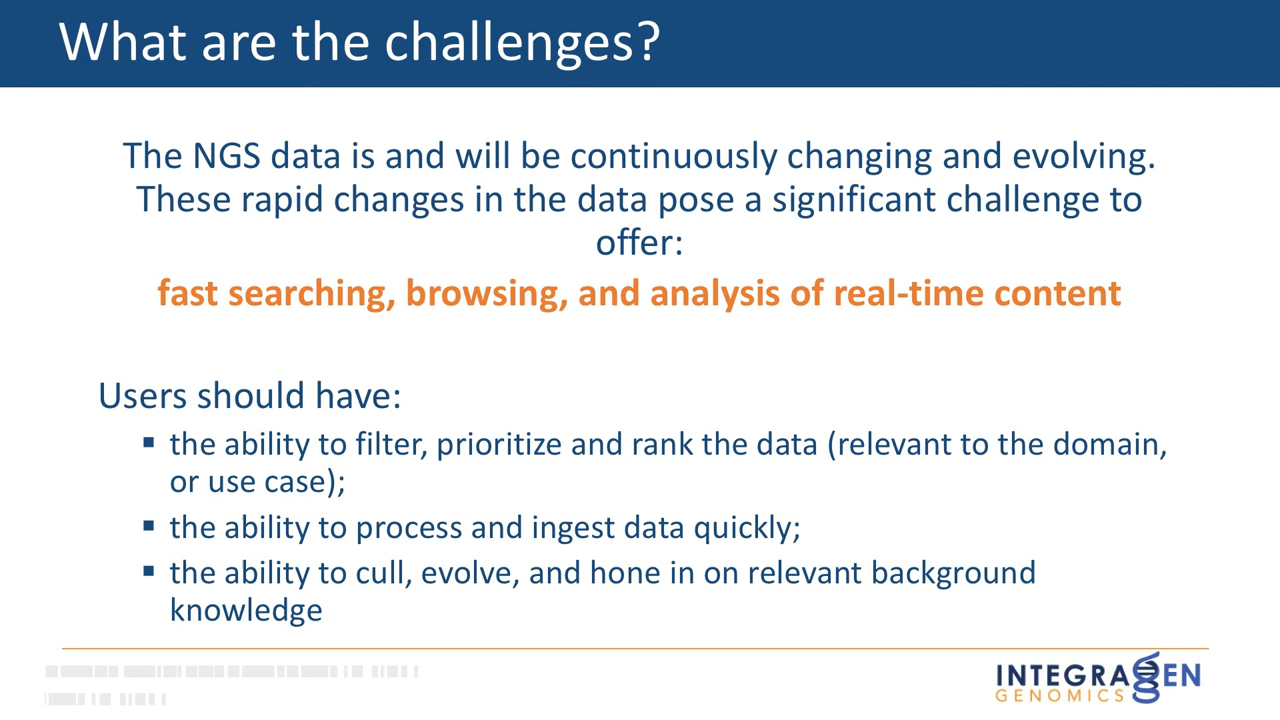 What are the challenges?
The NGS data is and will be continuously changing and evolving.
These rapid changes in the data pose a significant challenge to
offer:
fast searching, browsing, and analysis of real-time content
Users should have:
▪ the ability to filter, prioritize and rank the data (relevant to the domain,
or use case);
▪ the ability to process and ingest data quickly;
▪ the ability to cull, evolve, and hone in on relevant background
knowledge
INTEGRAGEN
GENOMICS